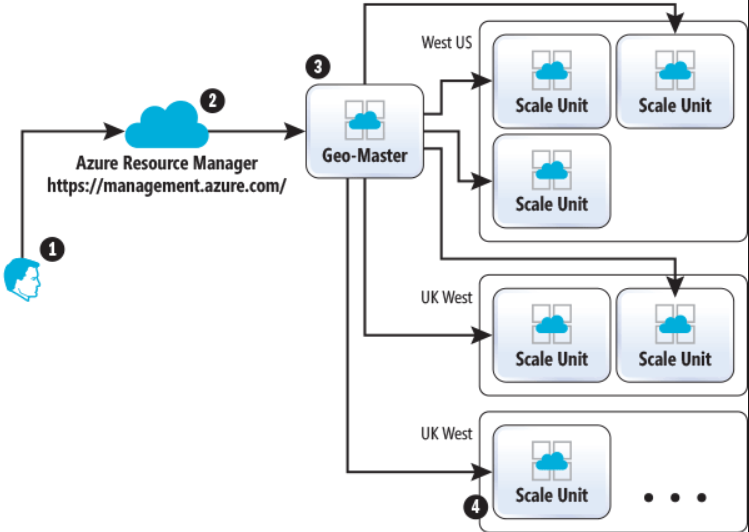 West US
3
Scale Unit
Scale Unit
2
Geo-Master
Azure Resource Manager
https://management.azure.com/
Scale Unit
1
UK West
Scale Unit
Scale Unit
UK West
4
Scale Unit
• • •